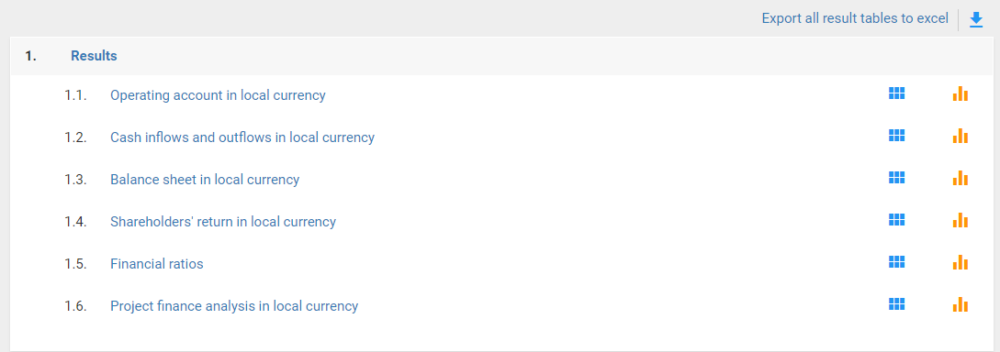 Export all result tables to excel
1. Results
1.1. Operating account in local currency
1.2. Cash inflows and outflows in local currency
1.3. Balance sheet in local currency
1.4. Shareholders' return in local currency
1.5. Financial ratios
1.6. Project finance analysis in local currency